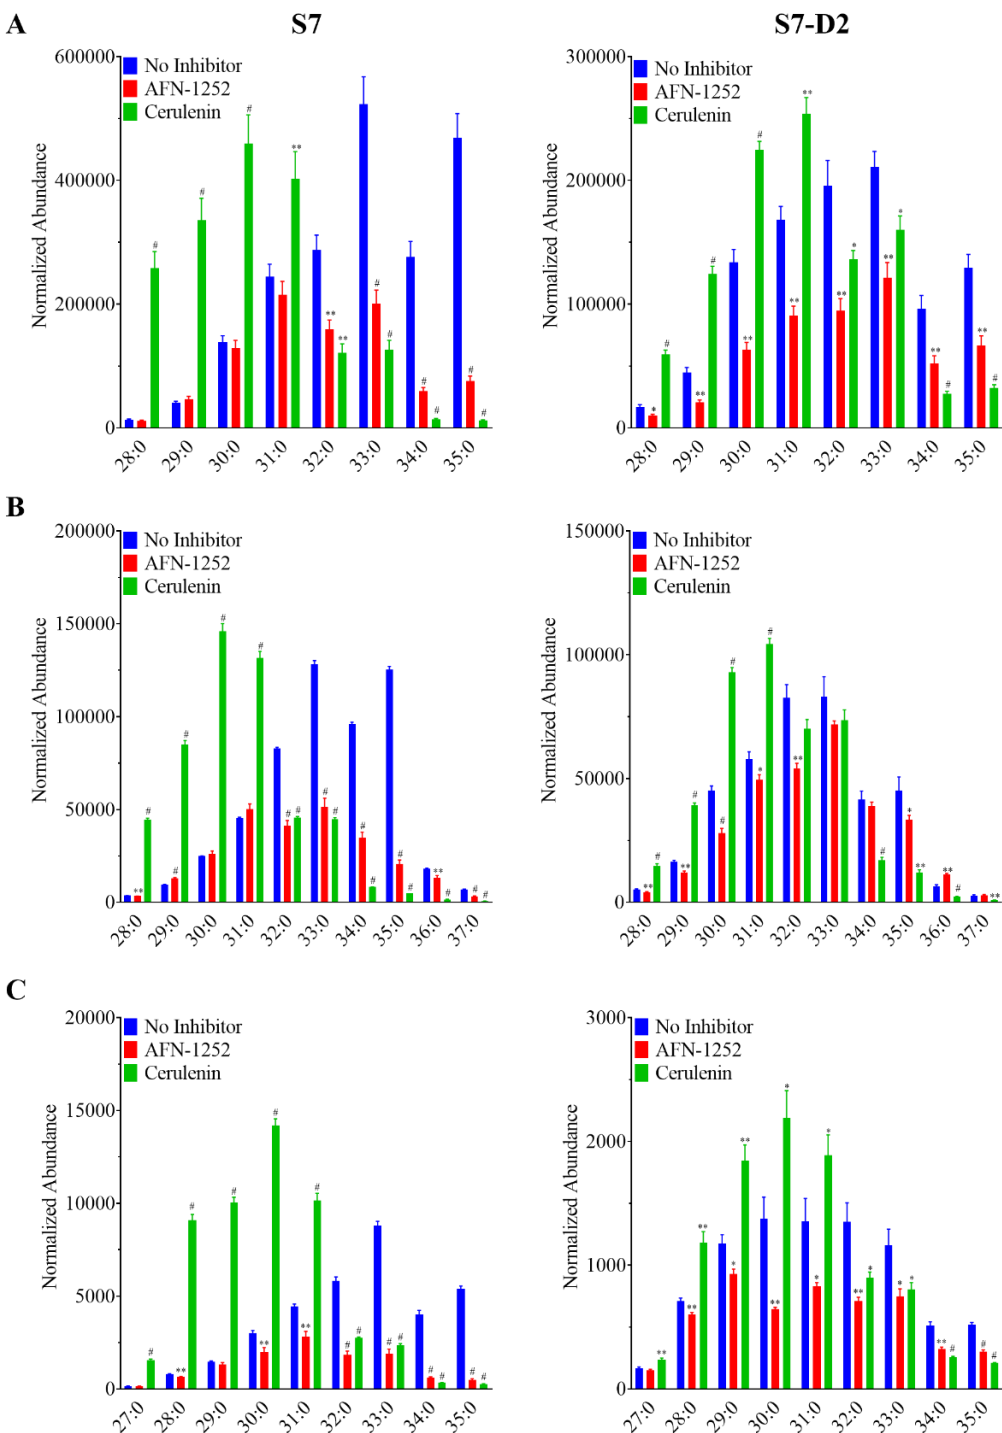 A
S7
S7-D2
Normalized Abundance
600000
400000
200000
0
No Inhibitor
AFN-1252
Cerulenin
# # # ** ** # # # # # #
28:0 29:0 30:0 31:0 32:0 33:0 34:0 35:0
Normalized Abundance
300000
200000
100000
0
No Inhibitor
AFN-1252
Cerulenin
* # ** # ** # ** ** ** * ** * ** # ** #
28:0 29:0 30:0 31:0 32:0 33:0 34:0 35:0
B
Normalized Abundance
200000
150000
100000
50000
0
No Inhibitor
AFN-1252
Cerulenin
** # # # # # # # # # # # # # ** # # #
28:0 29:0 30:0 31:0 32:0 33:0 34:0 35:0 36:0 37:0
Normalized Abundance
150000
100000
50000
0
No Inhibitor
AFN-1252
Cerulenin
** # ** # # # * # ** # * ** ** # **
28:0 29:0 30:0 31:0 32:0 33:0 34:0 35:0 36:0 37:0
C
Normalized Abundance
20000
15000
10000
5000
0
No Inhibitor
AFN-1252
Cerulenin
# ** # # ** # ** # # # # # # # # #
27:0 28:0 29:0 30:0 31:0 32:0 33:0 34:0 35:0
Normalized Abundance
3000
2000
1000
0
No Inhibitor
AFN-1252
Cerulenin
** ** ** * ** ** * * * ** * * * ** # # #
27:0 28:0 29:0 30:0 31:0 32:0 33:0 34:0 35:0